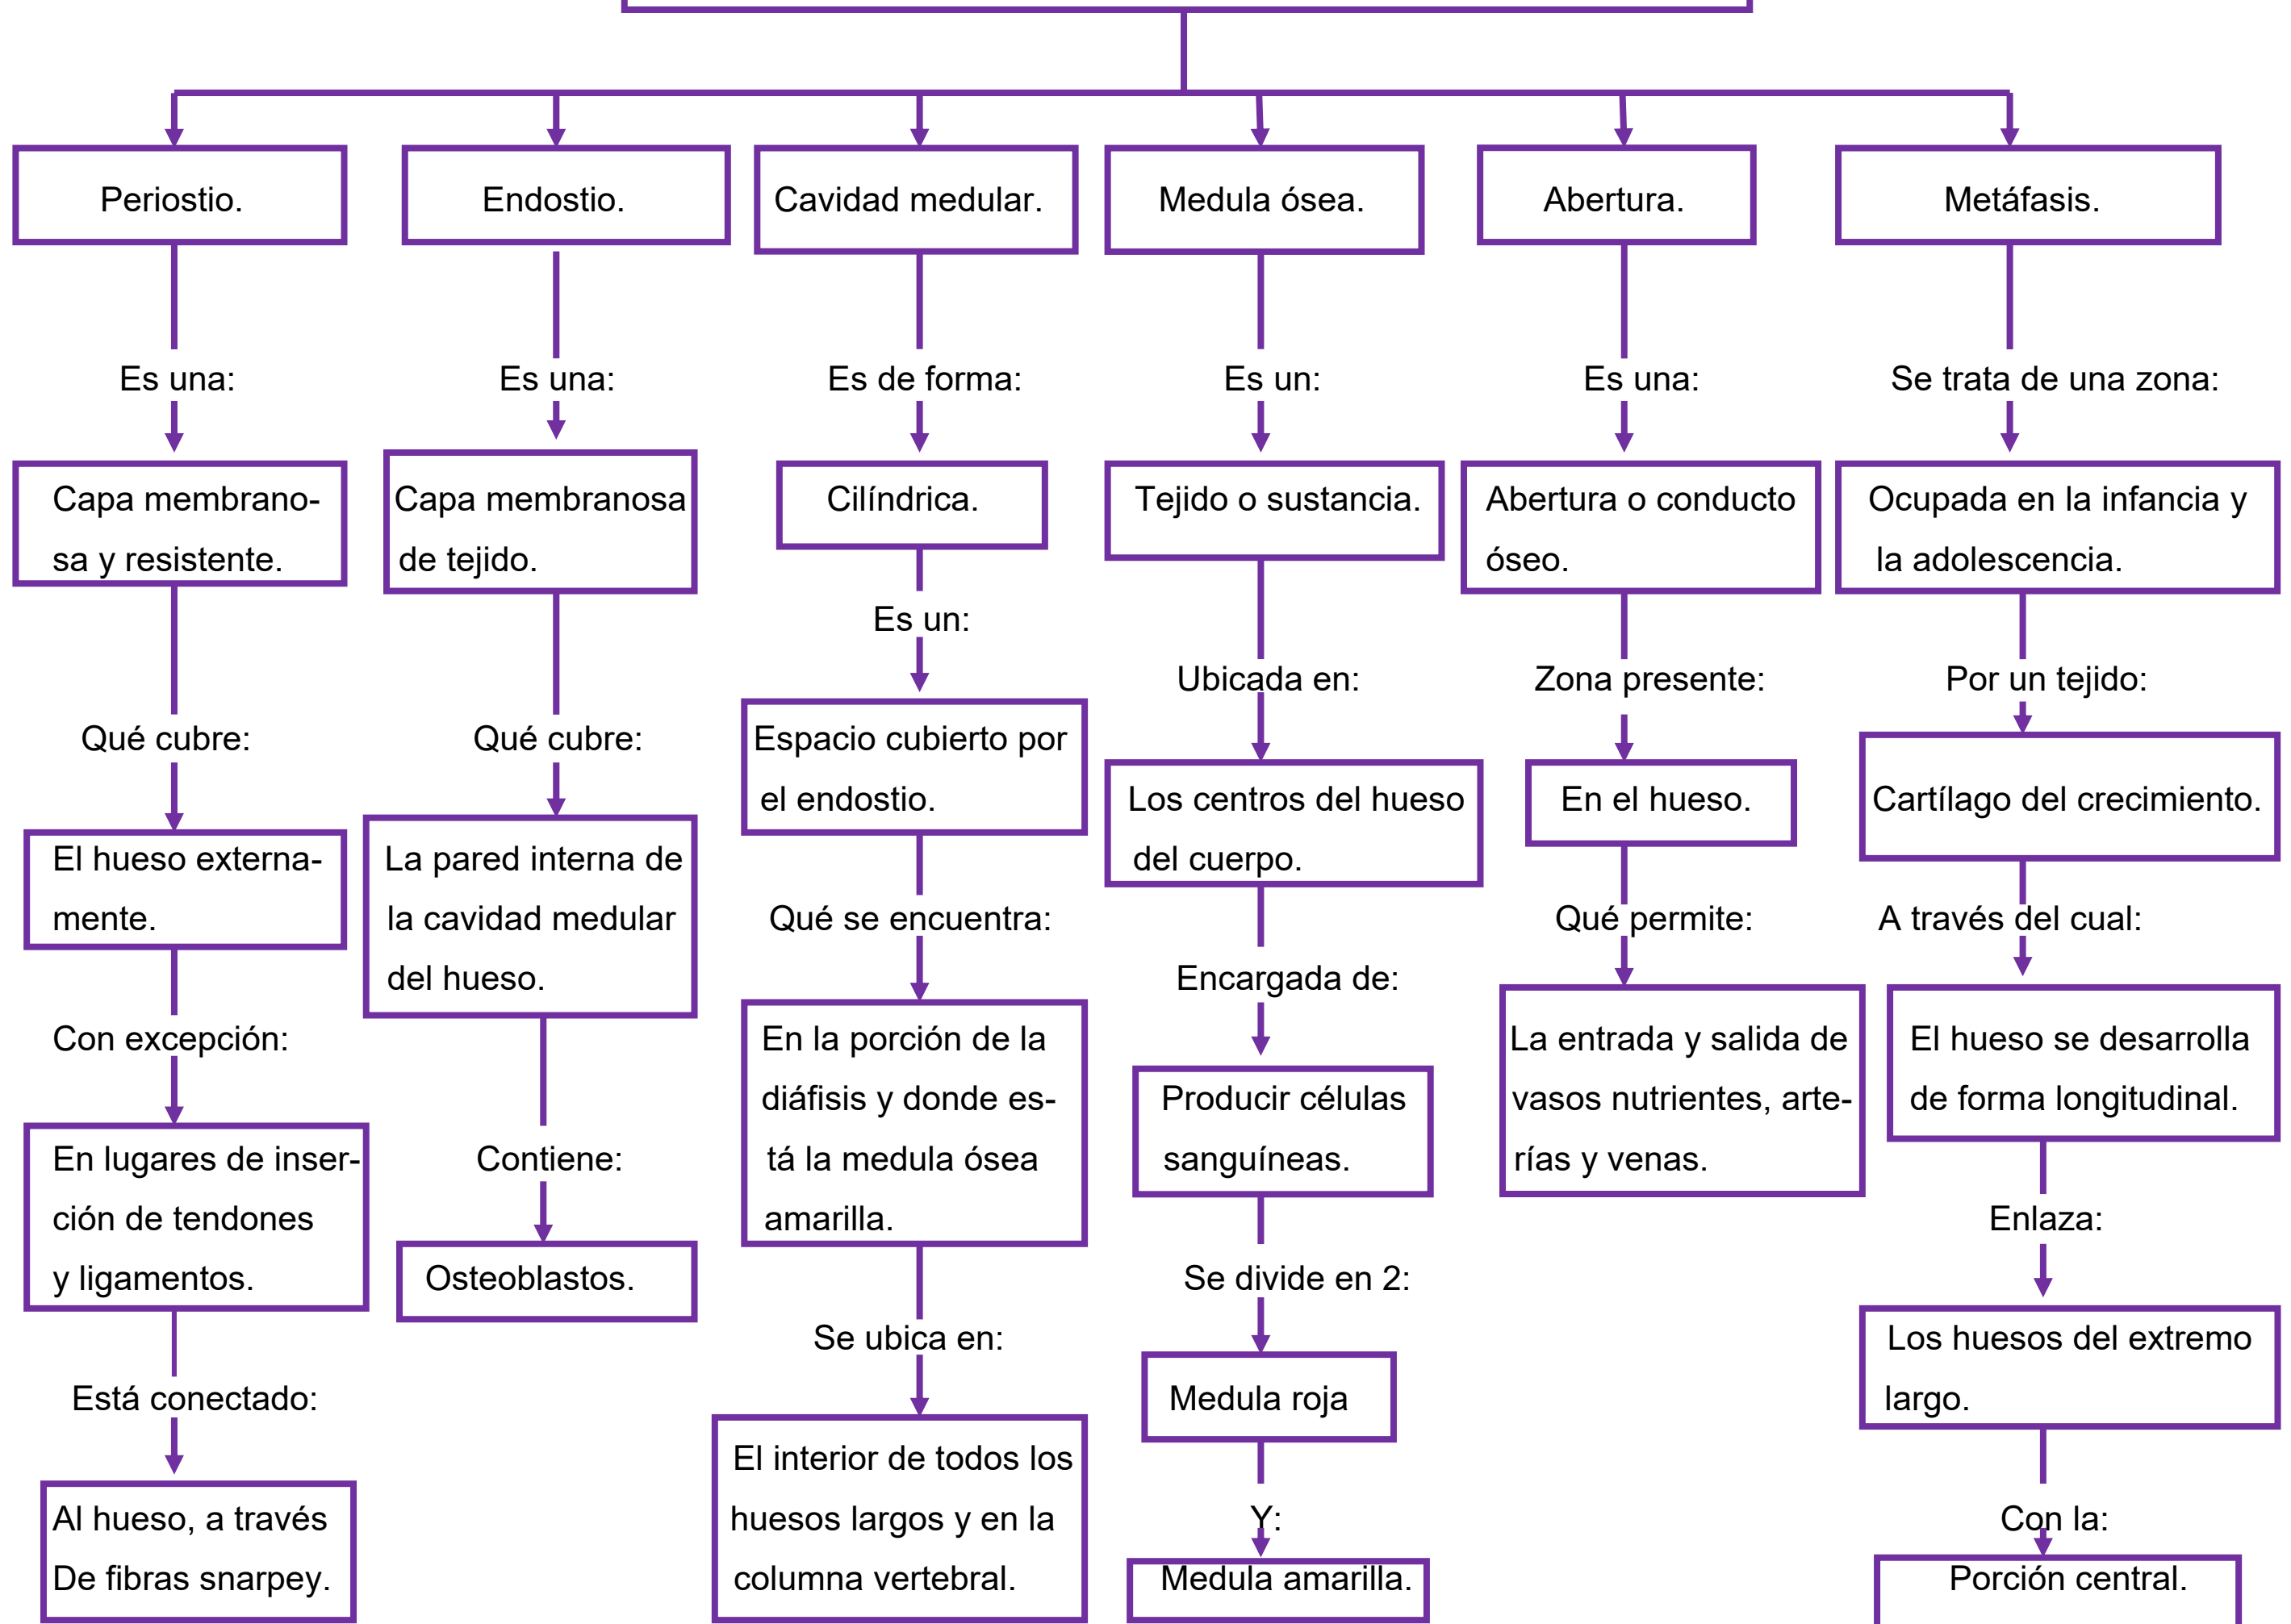 Periostio.
Endostio.
Cavidad medular.
Medula ósea.
Abertura.
Metáfasis.
Es una:
Capa membrano-
sa y resistente.
Qué cubre:
El hueso externa-
mente.
Con excepción:
En lugares de inser-
ción de tendones
y ligamentos.
Está conectado:
Al hueso, a través
De fibras snarpey.
Es una:
Capa membranosa
de tejido.
Qué cubre:
La pared interna de
la cavidad medular
del hueso.
Contiene:
Osteoblastos.
Es de forma:
Cilíndrica.
Es un:
Espacio cubierto por
el endostio.
Qué se encuentra:
En la porción de la
diáfisis y donde es-
tá la medula ósea
amarilla.
Se ubica en:
El interior de todos los
huesos largos y en la
columna vertebral.
Es un:
Tejido o sustancia.
Ubicada en:
Los centros del hueso
del cuerpo.
Encargada de:
Producir células
sanguíneas.
Se divide en 2:
Medula roja
Y:
Medula amarilla.
Es una:
Abertura o conducto
óseo.
Zona presente:
En el hueso.
Qué permite:
La entrada y salida de
vasos nutrientes, arte-
rías y venas.
Se trata de una zona:
Ocupada en la infancia y
la adolescencia.
Por un tejido:
Cartílago del crecimiento.
A través del cual:
El hueso se desarrolla
de forma longitudinal.
Enlaza:
Los huesos del extremo
largo.
Con la:
Porción central.